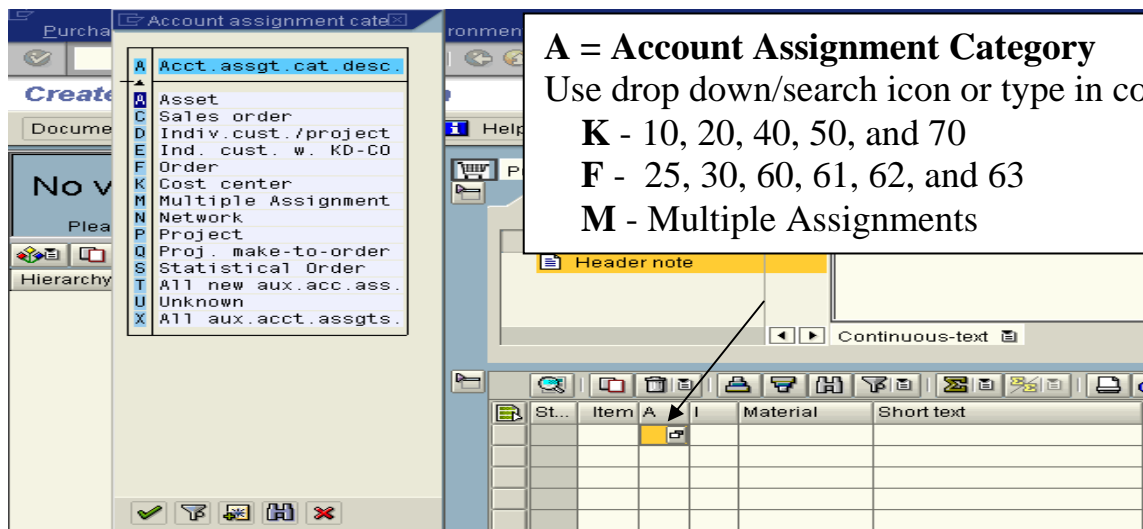 Account assignment cate
Purcha
ronmen
A Acct.assgt.cat.desc.
A Asset
C Sales order
D Indiv.cust./project
E Ind. cust. w. KD-CO
F Order
K Cost center
M Multiple Assignment
N Network
P Project
Q Proj. make-to-order
S Statistical Order
T All new aux.acc.ass.
U Unknown
X All aux.acct.assgts.
Create
Docume
Help
No v
Plea
Hierarchy
A = Account Assignment Category
Use drop down/search icon or type in co
K - 10, 20, 40, 50, and 70
F - 25, 30, 60, 61, 62, and 63
M - Multiple Assignments
Header note
Continuous-text
St... Item A I Material Short text